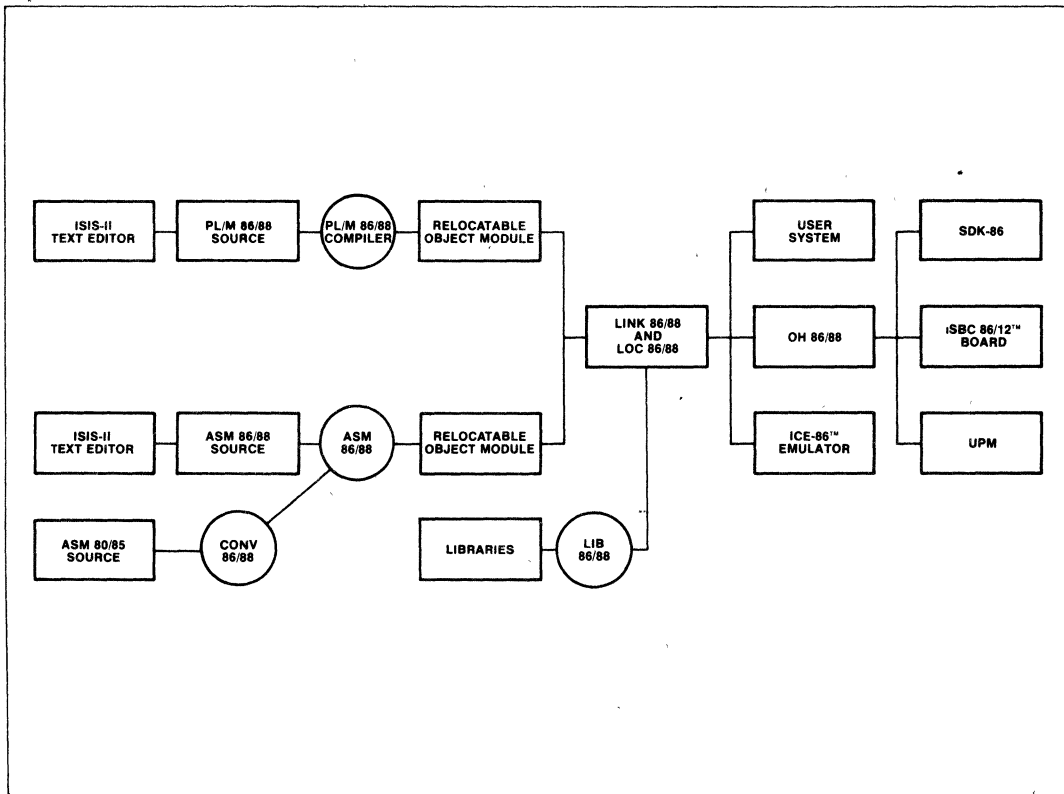 ISIS-II
TEXT EDITOR
PL/M 86/88
SOURCE
PL/M 86/88
COMPILER
RELOCATABLE
OBJECT MODULE
USER
SYSTEM
SDK-86
LINK 86/88
AND
LOC 86/88
OH 86/88
iSBC 86/12™
BOARD
ISIS-II
TEXT EDITOR
ASM 86/88
SOURCE
ASM
86/88
RELOCATABLE
OBJECT MODULE
ICE-86™
EMULATOR
UPM
ASM 80/85
SOURCE
CONV
86/88
LIBRARIES
LIB
86/88